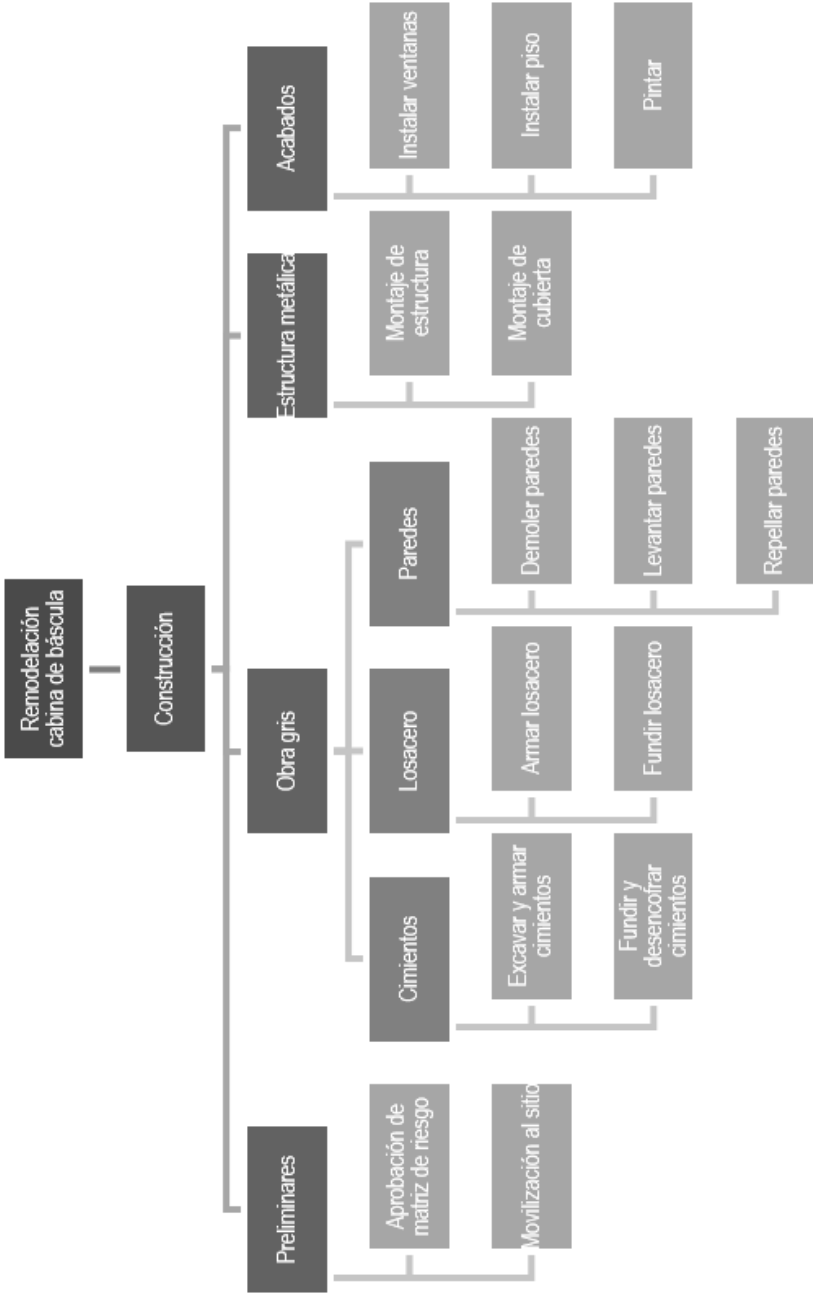 Remodelación
cabina de báscula
Construcción
Preliminares
Aprobación de
matriz de riesgo
Movilización al sitio
Obra gris
Cimientos
Excavar y armar
cimientos
Fundir y
desencofrar
cimientos
Losacero
Armar losacero
Fundir losacero
Paredes
Demoler paredes
Levantar paredes
Repellar paredes
Estructura metálica
Montaje de
estructura
Montaje de
cubierta
Acabados
Instalar ventanas
Instalar piso
Pintar